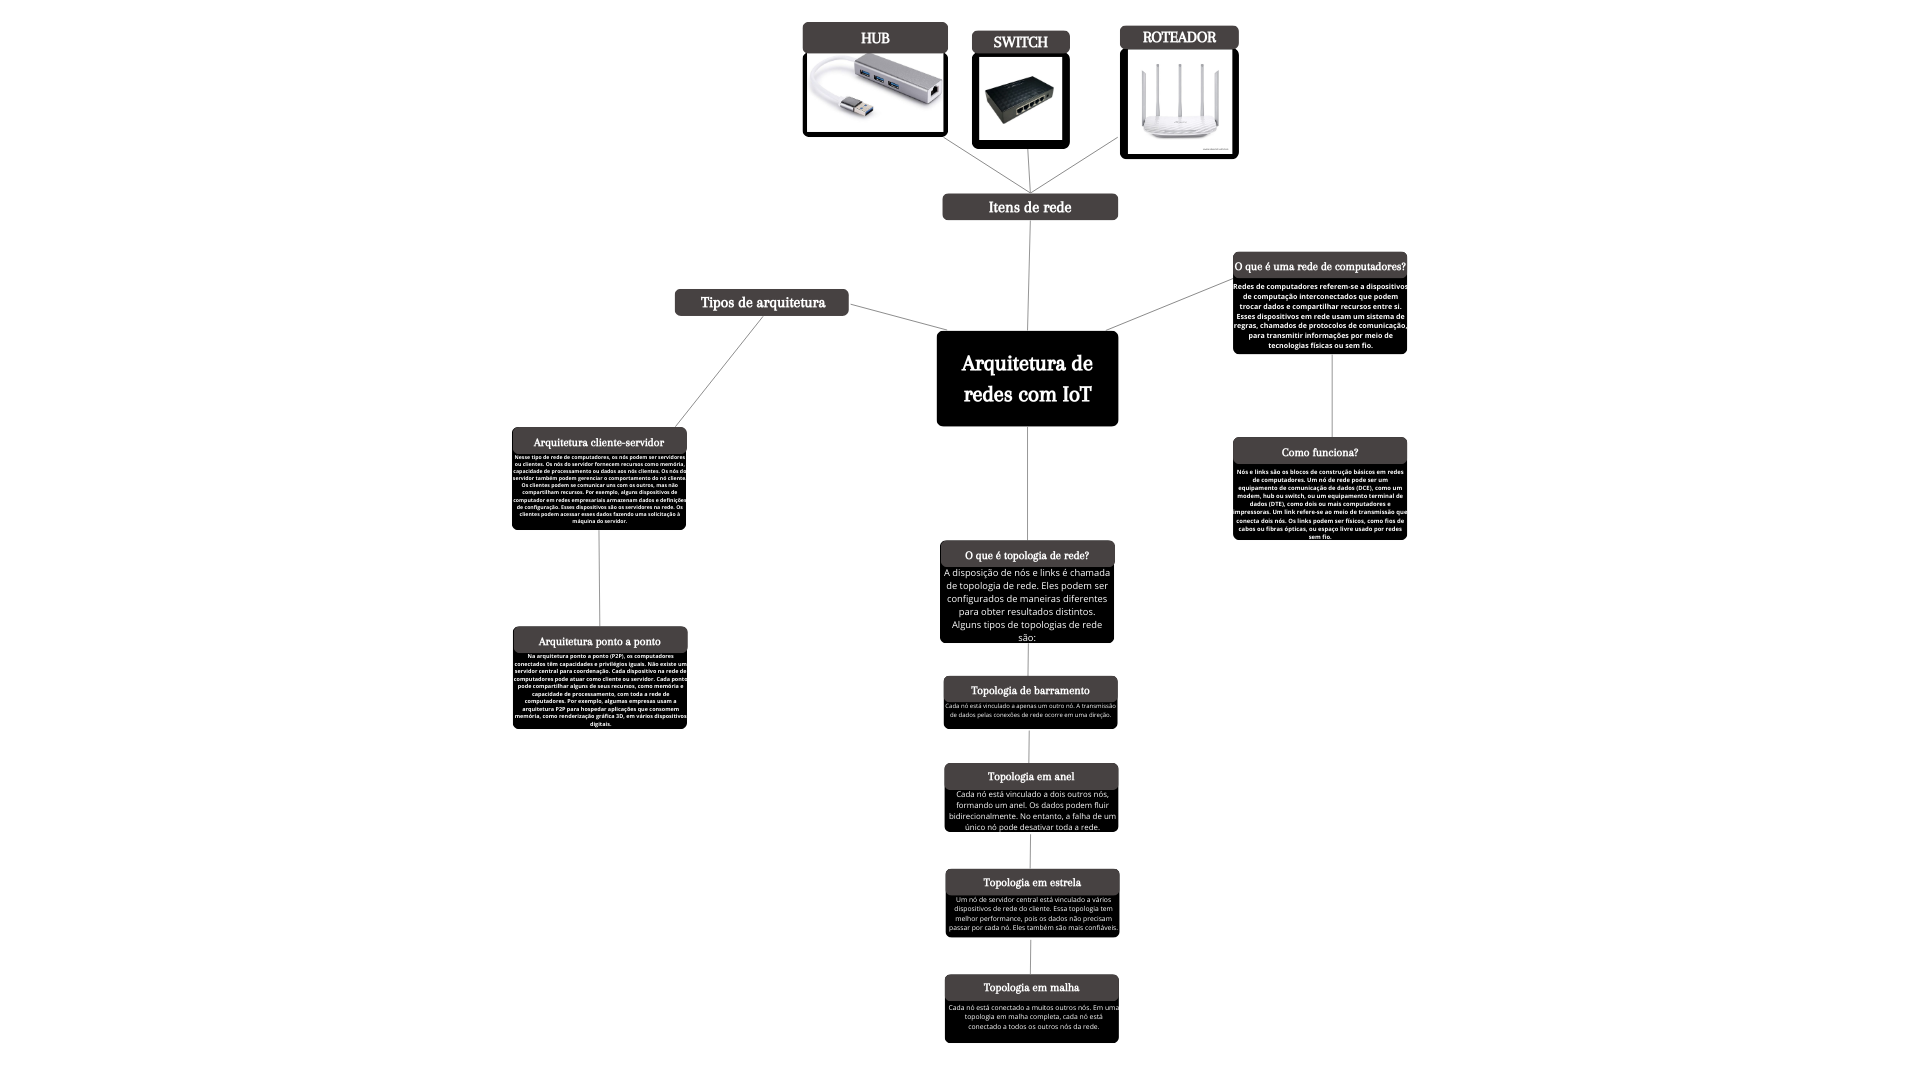 HUB
SWITCH
ROTEADOR
Itens de rede
Tipos de arquitetura
Arquitetura de
redes com IoT
O que é uma rede de computadores?
Redes de computadores referem-se a dispositivos
de computação interconectados que podem
trocar dados e compartilhar recursos entre si.
Esses dispositivos em rede usam um sistema de
regras, chamados de protocolos de comunicação,
para transmitir informações por meio de
tecnologias físicas ou sem fio.
Como funciona?
Nós e links são os blocos de construção básicos em redes
de computadores. Um nó de rede pode ser um
equipamento de comunicação de dados (DCE), como um
modem, hub ou switch, ou um equipamento terminal de
dados (DTE), como dois ou mais computadores e
impressoras. Um link refere-se ao meio de transmissão que
conecta dois nós. Os links podem ser físicos, como fios de
cabos ou fibras ópticas, ou espaço livre usado por redes
sem fio.
Arquitetura cliente-servidor
Nesse tipo de rede de computadores, os nós podem ser servidores
ou clientes. Os nós do servidor fornecem recursos como memória,
capacidade de processamento ou dados aos nós clientes. Os nós do
servidor também podem gerenciar o comportamento do nó cliente.
Os clientes podem se comunicar uns com os outros, mas não
compartilham recursos. Por exemplo, alguns dispositivos de
computador em redes empresariais armazenam dados e definições
de configuração. Esses dispositivos são os servidores na rede. Os
clientes podem acessar esses dados fazendo uma solicitação à
máquina do servidor.
Arquitetura ponto a ponto
Na arquitetura ponto a ponto (P2P), os computadores
conectados têm capacidades e privilégios iguais. Não existe um
servidor central para coordenação. Cada dispositivo na rede de
computadores pode atuar como cliente ou servidor. Cada ponto
pode compartilhar alguns de seus recursos, como memória e
capacidade de processamento, com toda a rede de
computadores. Por exemplo, algumas empresas usam a
arquitetura P2P para hospedar aplicações que consomem
memória, como renderização gráfica 3D, em vários dispositivos
digitais.
O que é topologia de rede?
A disposição de nós e links é chamada
de topologia de rede. Eles podem ser
configurados de maneiras diferentes
para obter resultados distintos.
Alguns tipos de topologias de rede
são:
Topologia de barramento
Cada nó está vinculado a apenas um outro nó. A transmissão
de dados pelas conexões de rede ocorre em uma direção.
Topologia em anel
Cada nó está vinculado a dois outros nós,
formando um anel. Os dados podem fluir
bidirecionalmente. No entanto, a falha de um
único nó pode desativar toda a rede.
Topologia em estrela
Um nó de servidor central está vinculado a vários
dispositivos de rede do cliente. Essa topologia tem
melhor performance, pois os dados não precisam
passar por cada nó. Eles também são mais confiáveis.
Topologia em malha
Cada nó está conectado a muitos outros nós. Em uma
topologia em malha completa, cada nó está
conectado a todos os outros nós da rede.